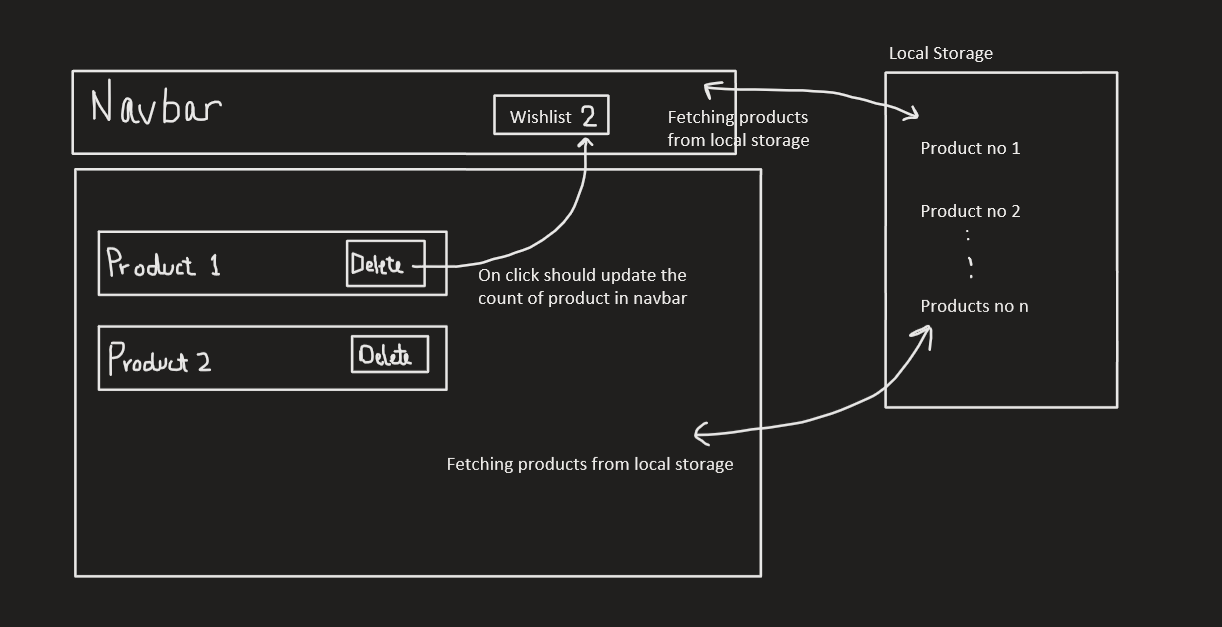 Local Storage
Navbar
Wishlist 2
Fetching products
from local storage
Product no 1
Product no 2
Products no n
Product 1
Delete
On click should update the
count of product in navbar
Product 2
Delete
Fetching products from local storage